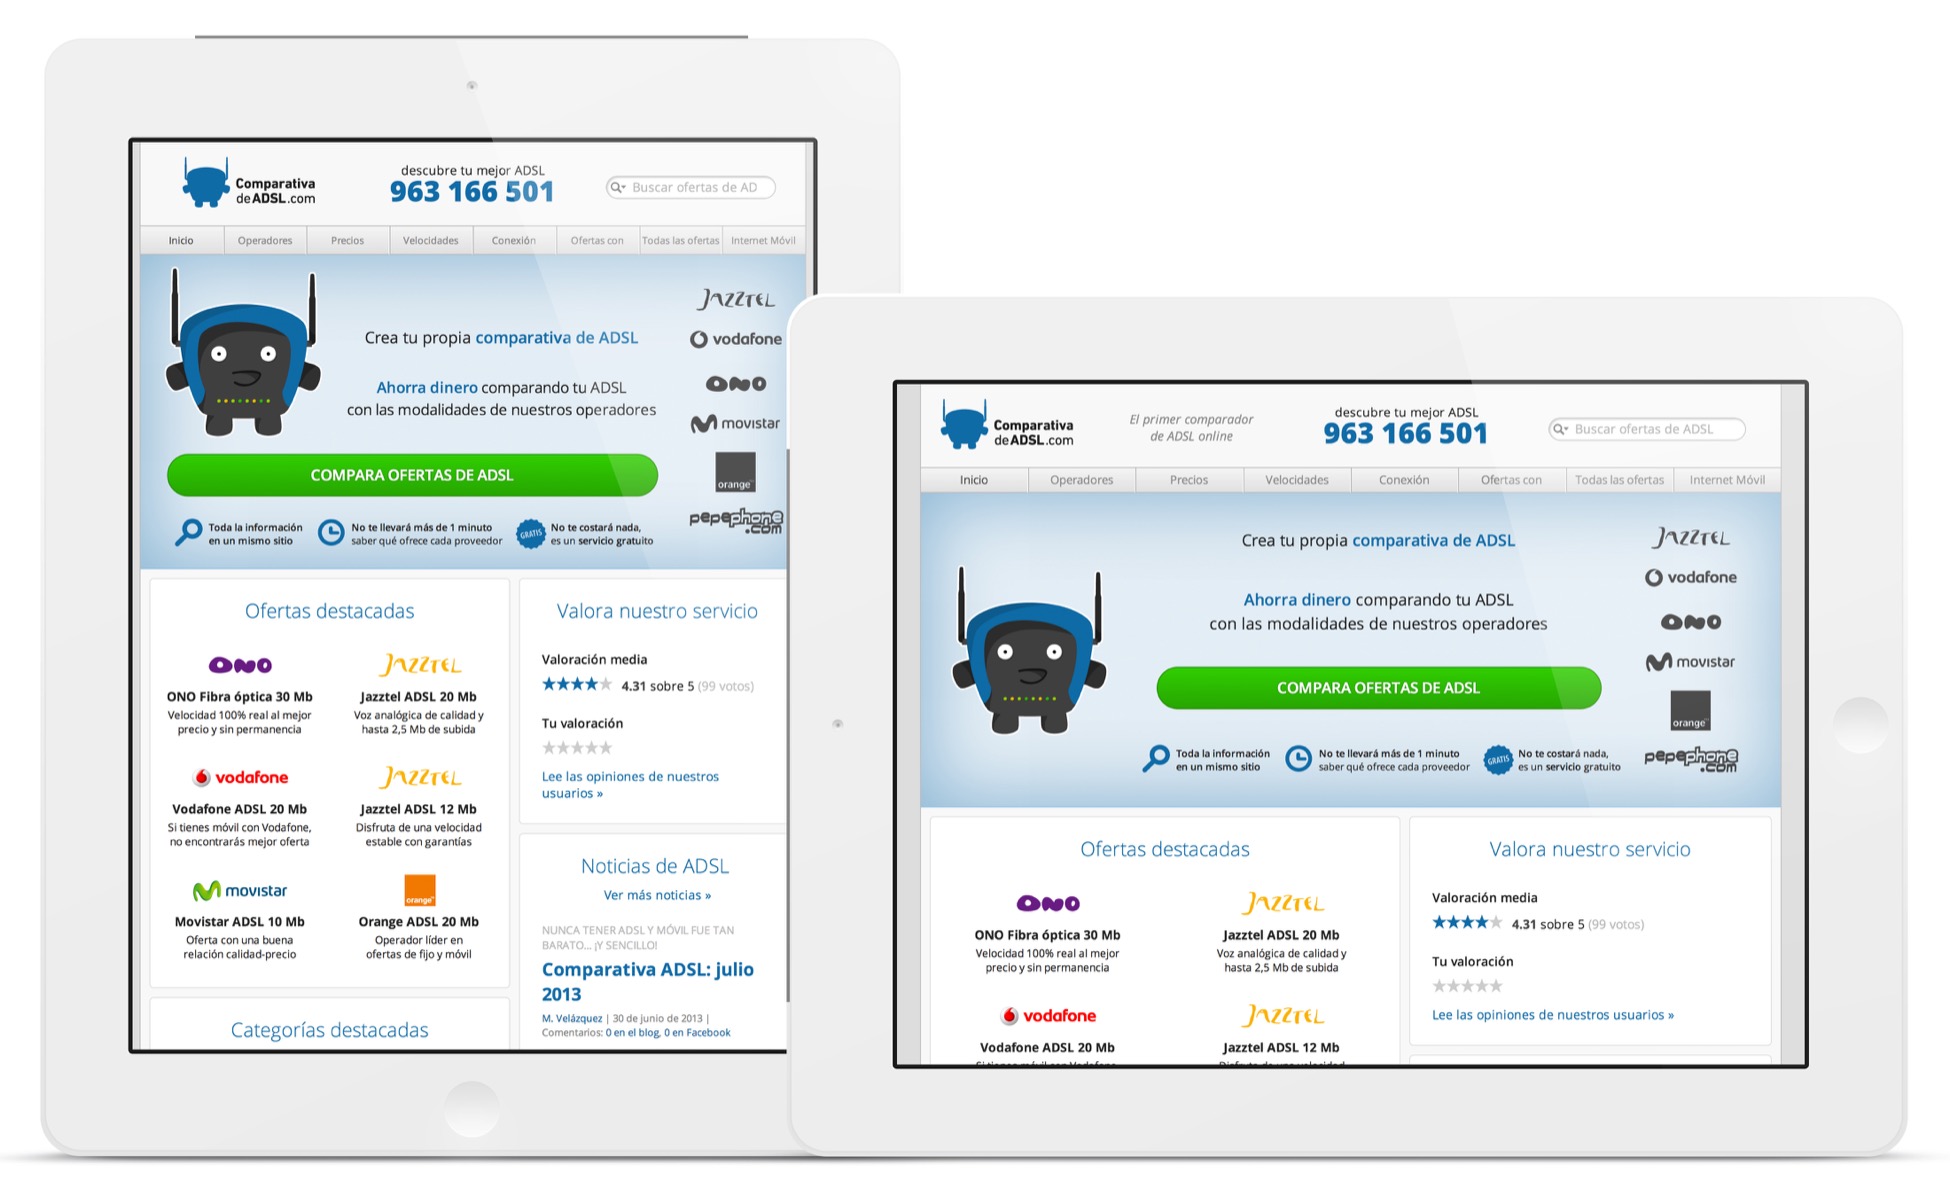 Comparativa
deADSL.com
descubre tu mejor ADSL
963 166 501
Buscar ofertas de AD
Inicio
Operadores
Precios
Velocidades
Conexión
Ofertas con
Todas las ofertas
Internet Móvil
Crea tu propia comparativa de ADSL
Ahorra dinero comparando tu ADSL
con las modalidades de nuestros operadores
COMPARA OFERTAS DE ADSL
Toda la información
en un mismo sitio
No te llevará más de 1 minuto
saber qué ofrece cada proveedor
GRATIS
No te costará nada,
es un servicio gratuito
JAZZTEL
vodafone
ONO
movistar
orange
pepephone
.com
Ofertas destacadas
ONO
ONO Fibra óptica 30 Mb
Velocidad 100% real al mejor
precio y sin permanencia
JAZZTEL
Jazztel ADSL 20 Mb
Voz analógica de calidad y
hasta 2,5 Mb de subida
vodafone
Vodafone ADSL 20 Mb
Si tienes móvil con Vodafone,
no encontrarás mejor oferta
JAZZTEL
Jazztel ADSL 12 Mb
Disfruta de una velocidad
estable con garantías
movistar
Movistar ADSL 10 Mb
Oferta con una buena
relación calidad-precio
orange
Orange ADSL 20 Mb
Operador líder en
ofertas de fijo y móvil
Categorías destacadas
Valora nuestro servicio
Valoración media
4.31 sobre 5 (99 votos)
Tu valoración
Lee las opiniones de nuestros
usuarios »
Noticias de ADSL
Ver más noticias »
NUNCA TENER ADSL Y MÓVIL FUE TAN
BARATO... ¡Y SENCILLO!
Comparativa ADSL: julio
2013
M. Velázquez | 30 de junio de 2013 |
Comentarios: 0 en el blog, 0 en Facebook
Comparativa
deADSL.com
El primer comparador
de ADSL online
descubre tu mejor ADSL
963 166 501
Buscar ofertas de ADSL
Inicio
Operadores
Precios
Velocidades
Conexión
Ofertas con
Todas las ofertas
Internet Móvil
Crea tu propia comparativa de ADSL
Ahorra dinero comparando tu ADSL
con las modalidades de nuestros operadores
COMPARA OFERTAS DE ADSL
Toda la información
en un mismo sitio
No te llevará más de 1 minuto
saber qué ofrece cada proveedor
GRATIS
No te costará nada,
es un servicio gratuito
JAZZTEL
vodafone
ONO
movistar
orange
pepephone
.com
Ofertas destacadas
ONO
ONO Fibra óptica 30 Mb
Velocidad 100% real al mejor
precio y sin permanencia
JAZZTEL
Jazztel ADSL 20 Mb
Voz analógica de calidad y
hasta 2,5 Mb de subida
vodafone
Vodafone ADSL 20 Mb
JAZZTEL
Jazztel ADSL 12 Mb
Valora nuestro servicio
Valoración media
4.31 sobre 5 (99 votos)
Tu valoración
Lee las opiniones de nuestros usuarios »